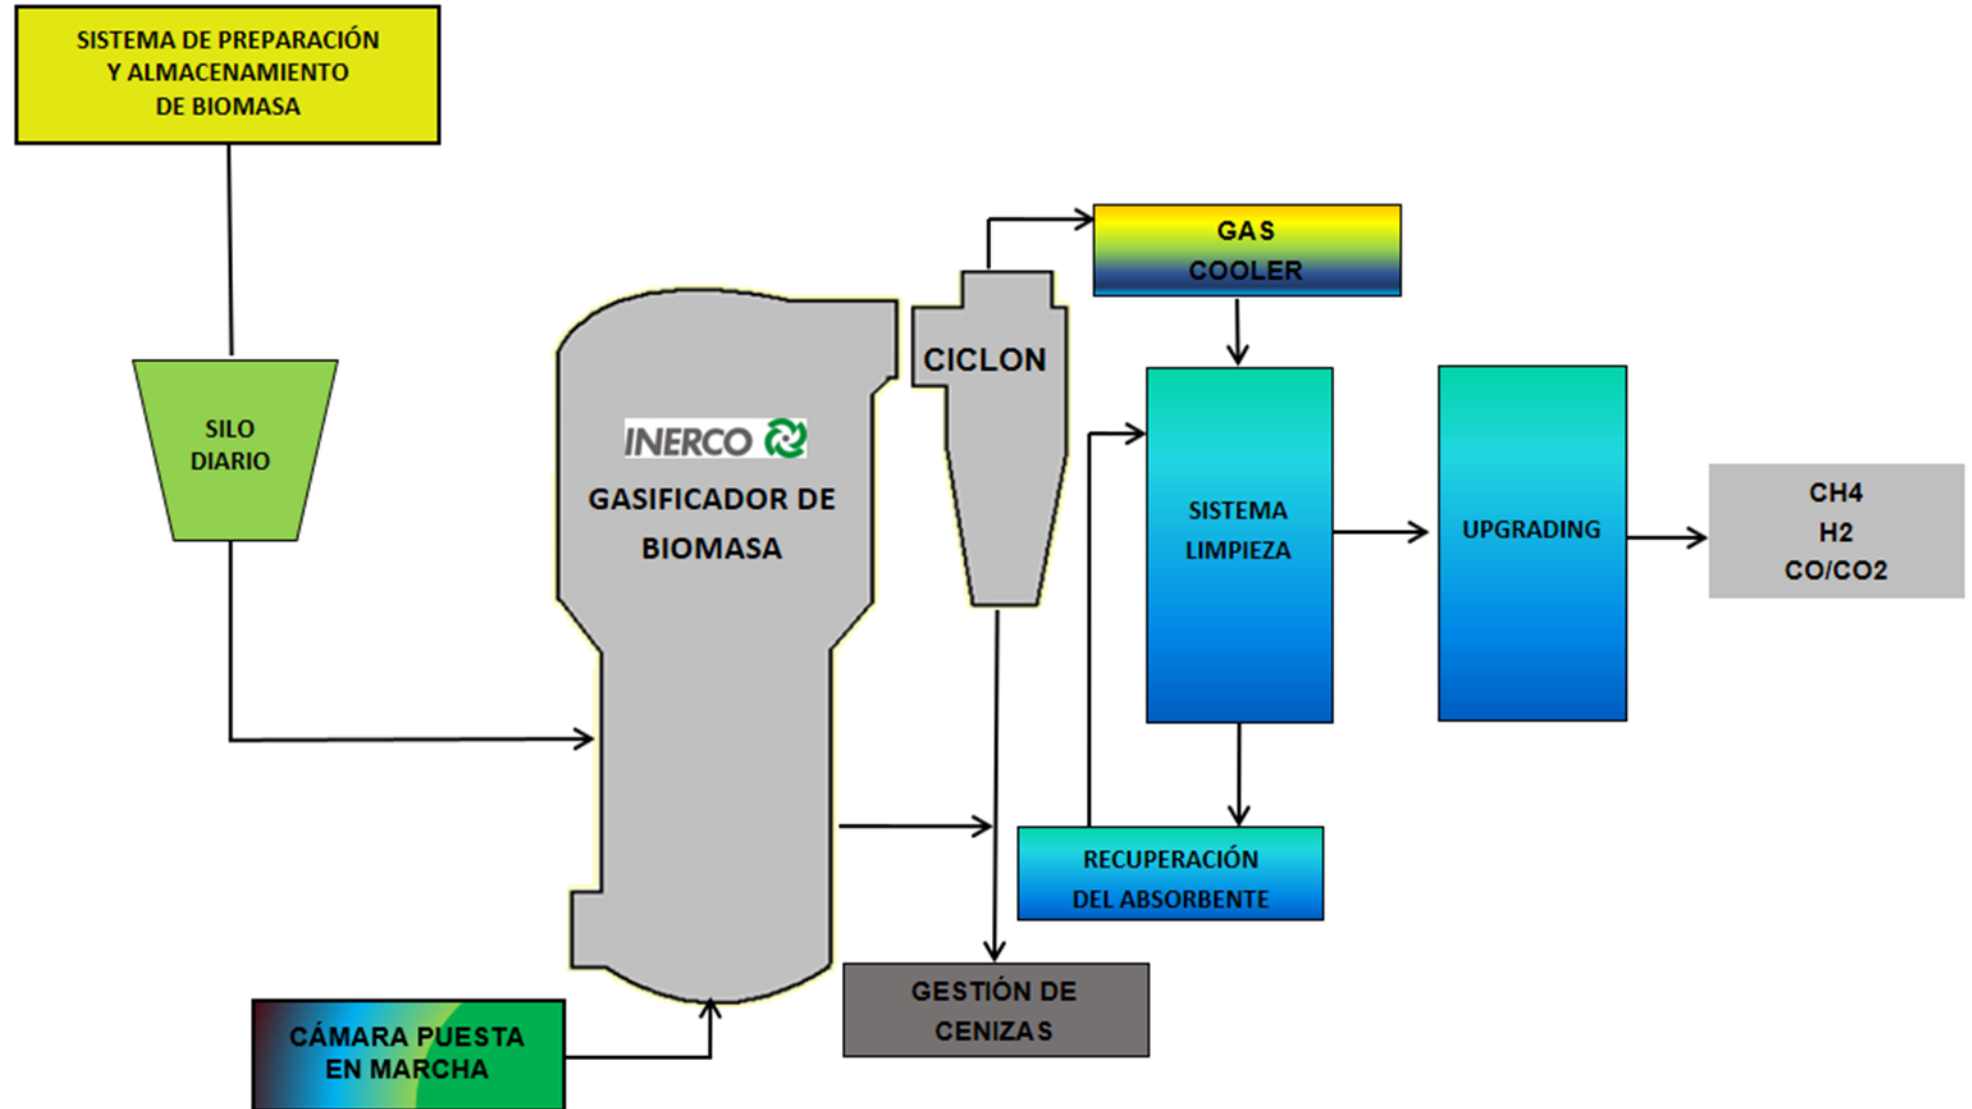 SISTEMA DE PREPARACIÓN
Y ALMACENAMIENTO
DE BIOMASA
SILO
DIARIO
INERCO
GASIFICADOR DE
BIOMASA
CICLON
GAS
COOLER
SISTEMA
LIMPIEZA
UPGRADING
CH4
H2
CO/CO2
RECUPERACIÓN
DEL ABSORBENTE
GESTIÓN DE
CENIZAS
CÁMARA PUESTA
EN MARCHA